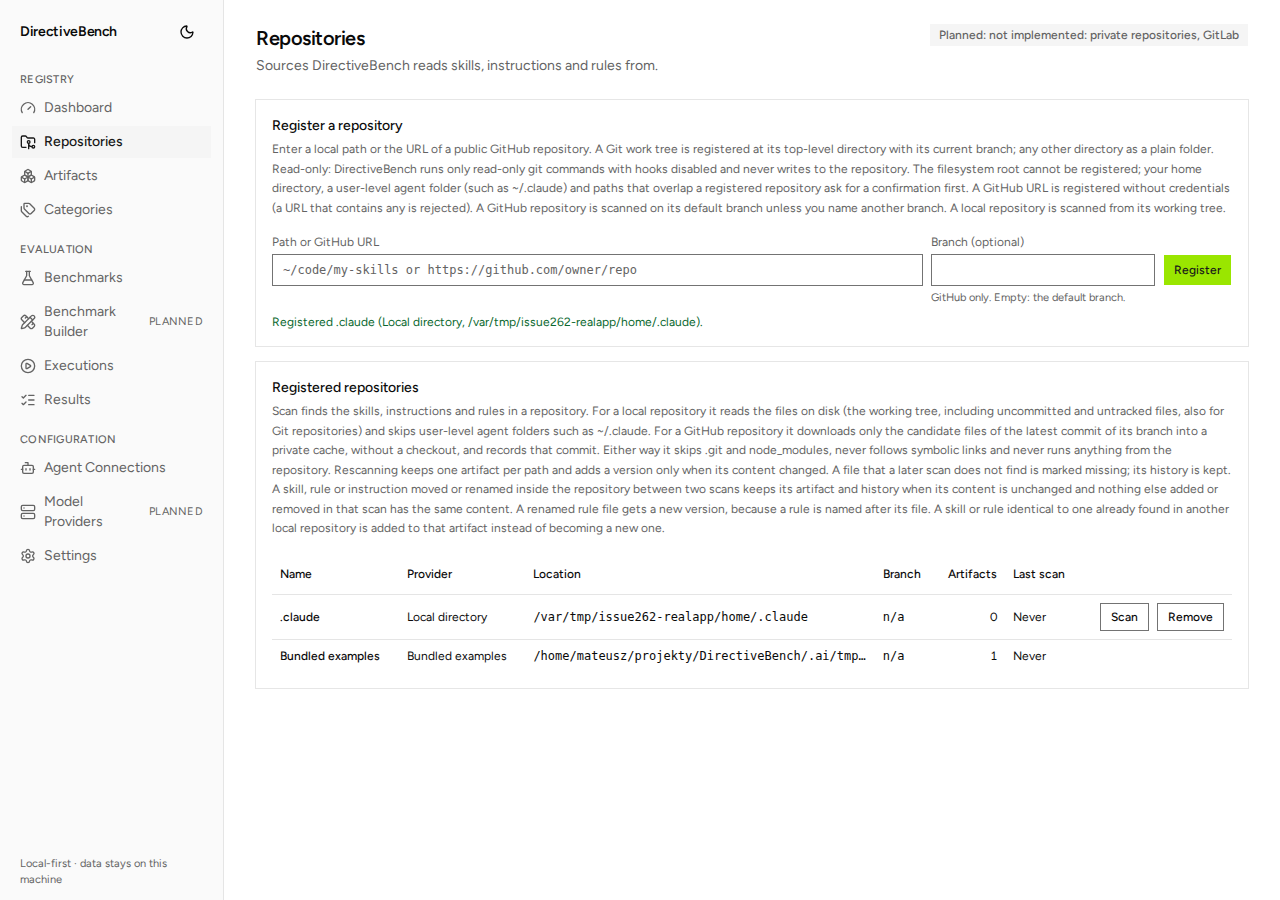 DirectiveBench
REGISTRY
Dashboard
Repositories
Artifacts
Categories
EVALUATION
Benchmarks
Benchmark
Builder
PLANNED
Executions
Results
CONFIGURATION
Agent Connections
Model
Providers
PLANNED
Settings
Local-first · data stays on this
machine
Repositories
Planned: not implemented: private repositories, GitLab
Sources DirectiveBench reads skills, instructions and rules from.
Register a repository
Enter a local path or the URL of a public GitHub repository. A Git work tree is registered at its top-level directory with its current branch; any other directory as a plain folder.
Read-only: DirectiveBench runs only read-only git commands with hooks disabled and never writes to the repository. The filesystem root cannot be registered; your home
directory, a user-level agent folder (such as ~/.claude) and paths that overlap a registered repository ask for a confirmation first. A GitHub URL is registered without credentials
(a URL that contains any is rejected). A GitHub repository is scanned on its default branch unless you name another branch. A local repository is scanned from its working tree.
Path or GitHub URL
Branch (optional)
~/code/my-skills or https://github.com/owner/repo
Register
GitHub only. Empty: the default branch.
Registered .claude (Local directory, /var/tmp/issue262-realapp/home/.claude).
Registered repositories
Scan finds the skills, instructions and rules in a repository. For a local repository it reads the files on disk (the working tree, including uncommitted and untracked files, also for
Git repositories) and skips user-level agent folders such as ~/.claude. For a GitHub repository it downloads only the candidate files of the latest commit of its branch into a
private cache, without a checkout, and records that commit. Either way it skips .git and node_modules, never follows symbolic links and never runs anything from the
repository. Rescanning keeps one artifact per path and adds a version only when its content changed. A file that a later scan does not find is marked missing; its history is kept.
A skill, rule or instruction moved or renamed inside the repository between two scans keeps its artifact and history when its content is unchanged and nothing else added or
removed in that scan has the same content. A renamed rule file gets a new version, because a rule is named after its file. A skill or rule identical to one already found in another
local repository is added to that artifact instead of becoming a new one.
Name Provider Location Branch Artifacts Last scan
.claude Local directory /var/tmp/issue262-realapp/home/.claude n/a 0 Never Scan Remove
Bundled examples Bundled examples /home/mateusz/projekty/DirectiveBench/.ai/tmp… n/a 1 Never